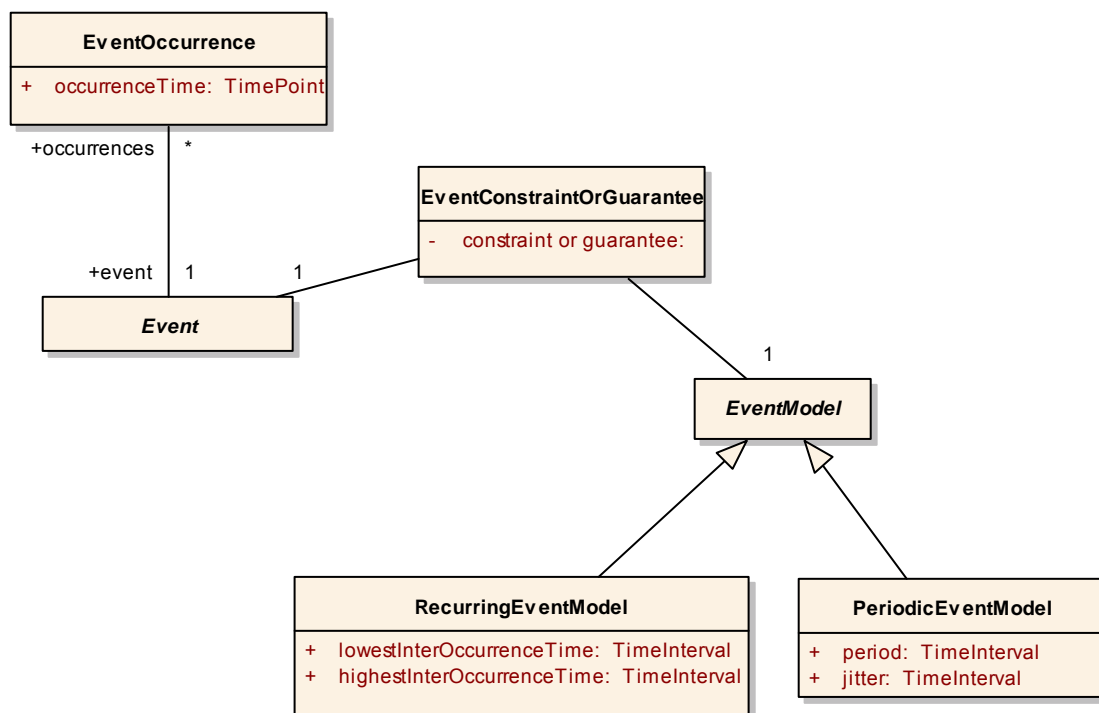 EventOccurrence
+ occurrenceTime: TimePoint
+occurrences *
EventConstraintOrGuarantee
- constraint or guarantee:
+event 1 1
Event
1
EventModel
RecurringEventModel
+ lowestInterOccurrenceTime: TimeInterval
+ highestInterOccurrenceTime: TimeInterval
PeriodicEventModel
+ period: TimeInterval
+ jitter: TimeInterval